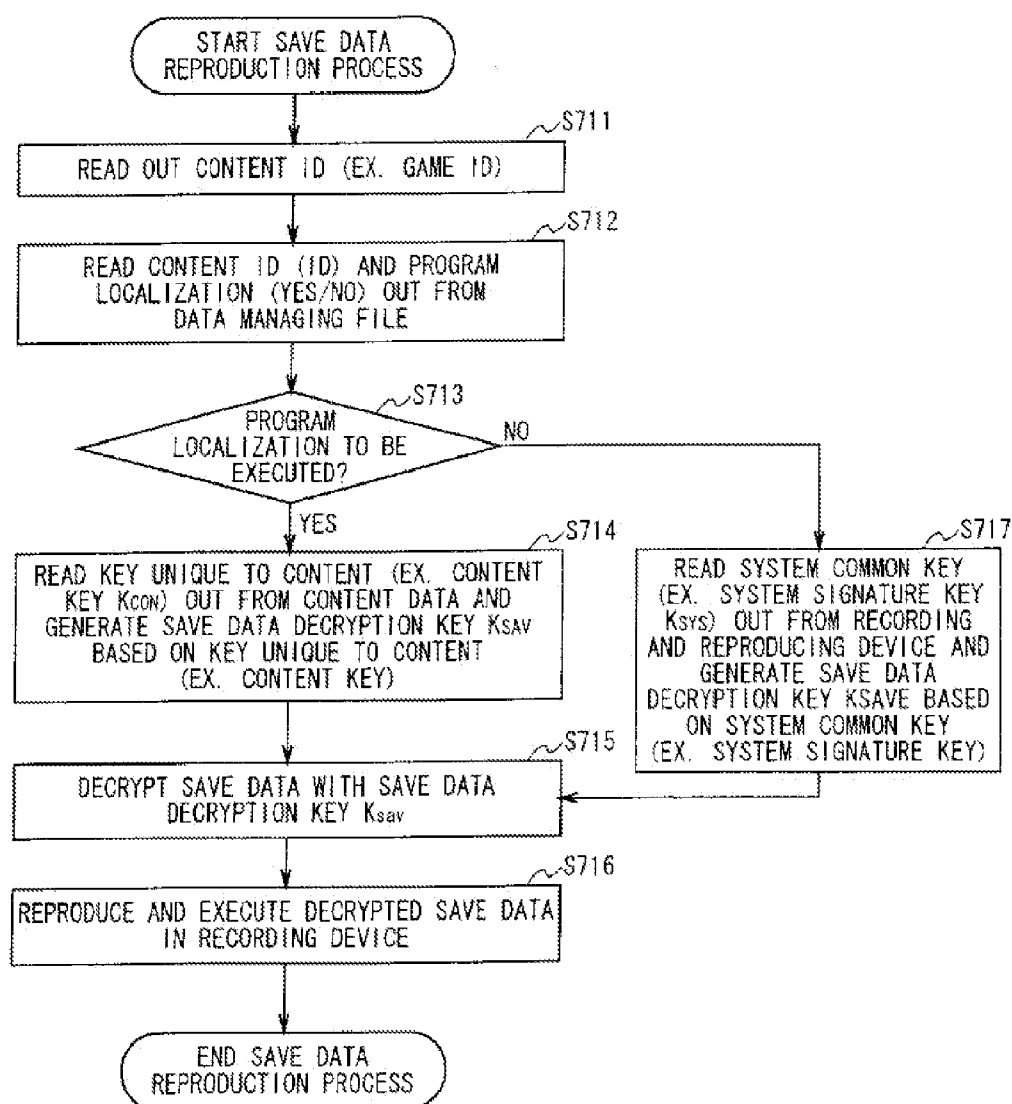 START SAVE DATA
REPRODUCTION PROCESS
S711
READ OUT CONTENT ID (EX. GAME ID)
S712
READ CONTENT ID (ID) AND PROGRAM
LOCALIZATION (YES/NO) OUT FROM
DATA MANAGING FILE
S713
PROGRAM
LOCALIZATION TO BE
EXECUTED?
NO
YES
S714
READ KEY UNIQUE TO CONTENT (EX. CONTENT
KEY KCON) OUT FROM CONTENT DATA AND
GENERATE SAVE DATA DECRYPTION KEY KSAV
BASED ON KEY UNIQUE TO CONTENT
(EX. CONTENT KEY)
S717
READ SYSTEM COMMON KEY
(EX. SYSTEM SIGNATURE KEY
KSYS) OUT FROM RECORDING
AND REPRODUCING DEVICE AND
GENERATE SAVE DATA
DECRYPTION KEY KSAVE BASED
ON SYSTEM COMMON KEY
(EX. SYSTEM SIGNATURE KEY)
S715
DECRYPT SAVE DATA WITH SAVE DATA
DECRYPTION KEY Ksav
S716
REPRODUCE AND EXECUTE DECRYPTED SAVE DATA
IN RECORDING DEVICE
END SAVE DATA
REPRODUCTION PROCESS